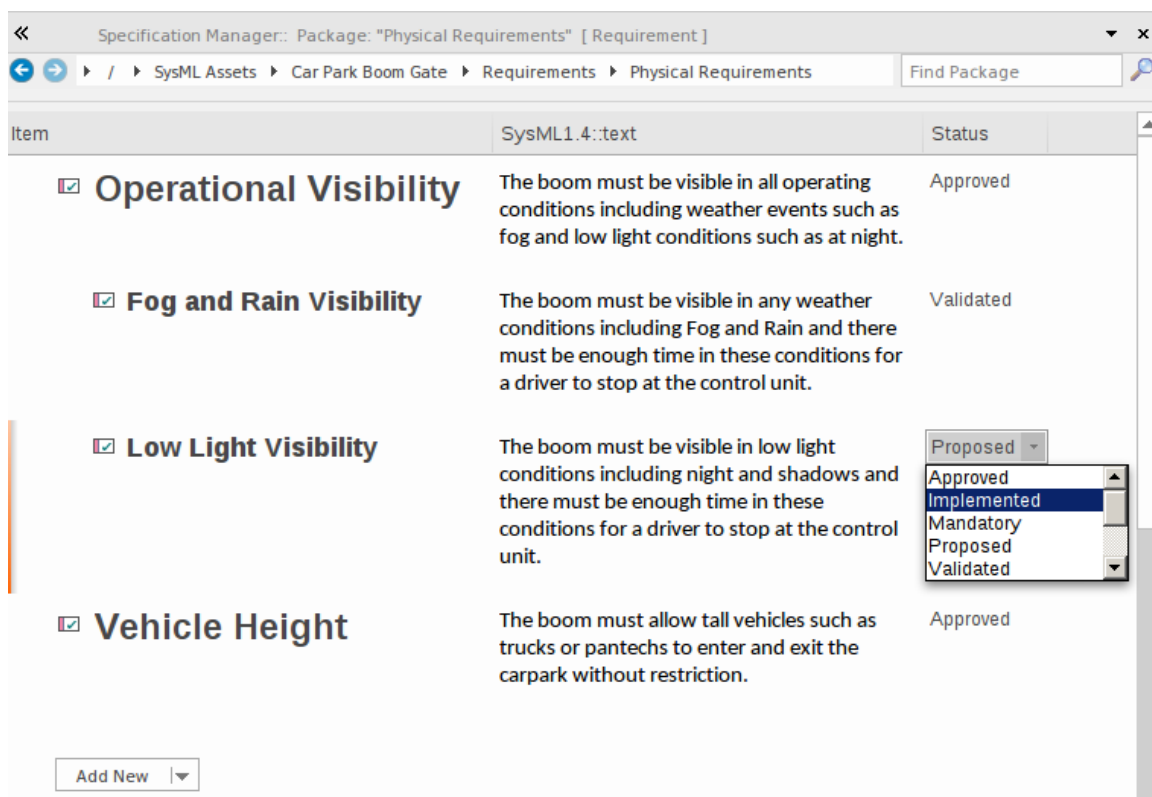 Specification Manager:: Package: "Physical Requirements" [ Requirement ]
/ SysML Assets Car Park Boom Gate Requirements Physical Requirements Find Package
Item SysML1.4::text Status
Operational Visibility
The boom must be visible in all operating
conditions including weather events such as
fog and low light conditions such as at night.
Approved
Fog and Rain Visibility
The boom must be visible in any weather
conditions including Fog and Rain and there
must be enough time in these conditions for
a driver to stop at the control unit.
Validated
Low Light Visibility
The boom must be visible in low light
conditions including night and shadows and
there must be enough time in these
conditions for a driver to stop at the control
unit.
Proposed
Approved
Implemented
Mandatory
Proposed
Validated
Vehicle Height
The boom must allow tall vehicles such as
trucks or pantechs to enter and exit the
carpark without restriction.
Approved
Add New